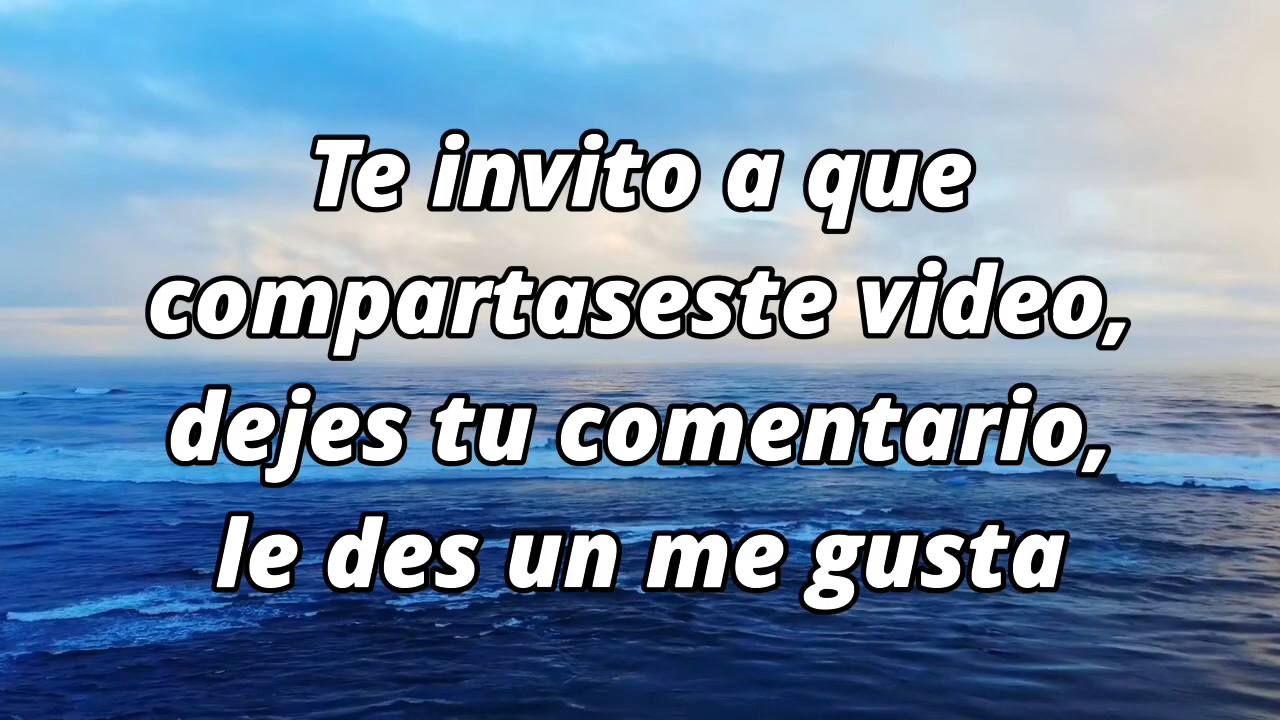 Te invito a que
compartaseste video,
dejes tu comentario,
le des un me gusta